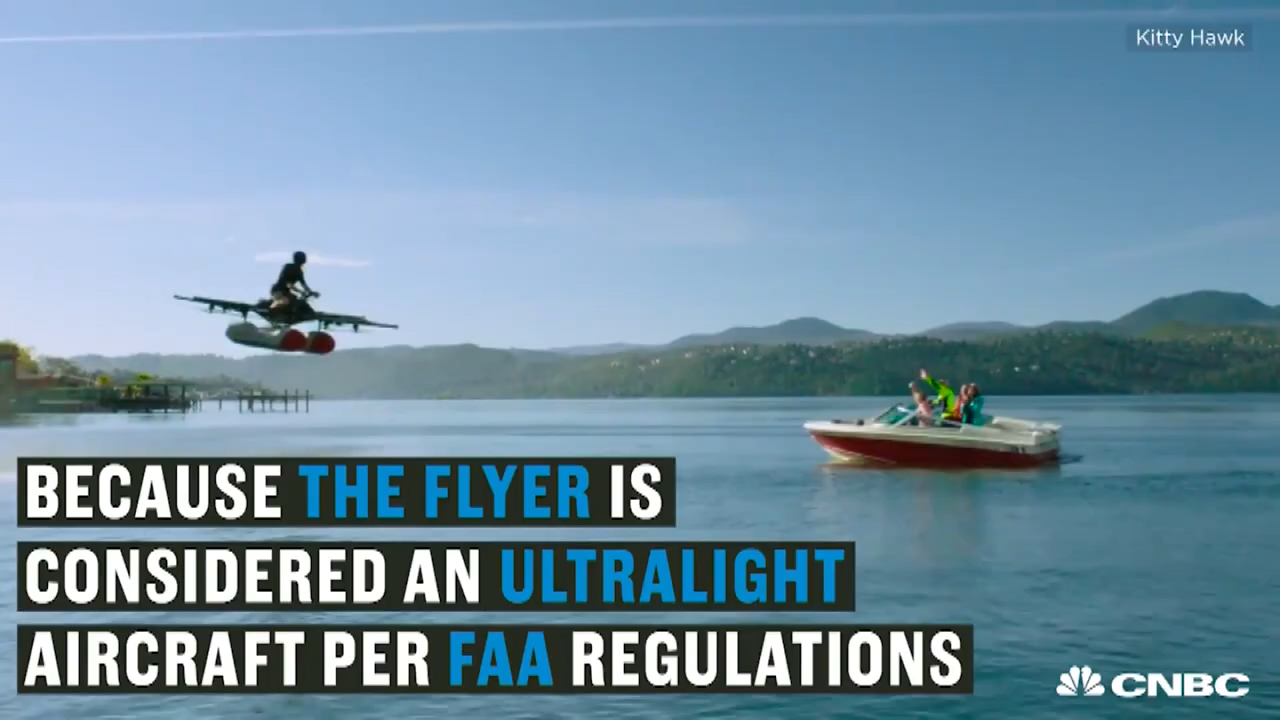 Kitty Hawk
BECAUSE THE FLYER IS
CONSIDERED AN ULTRALIGHT
AIRCRAFT PER FAA REGULATIONS
CNBC